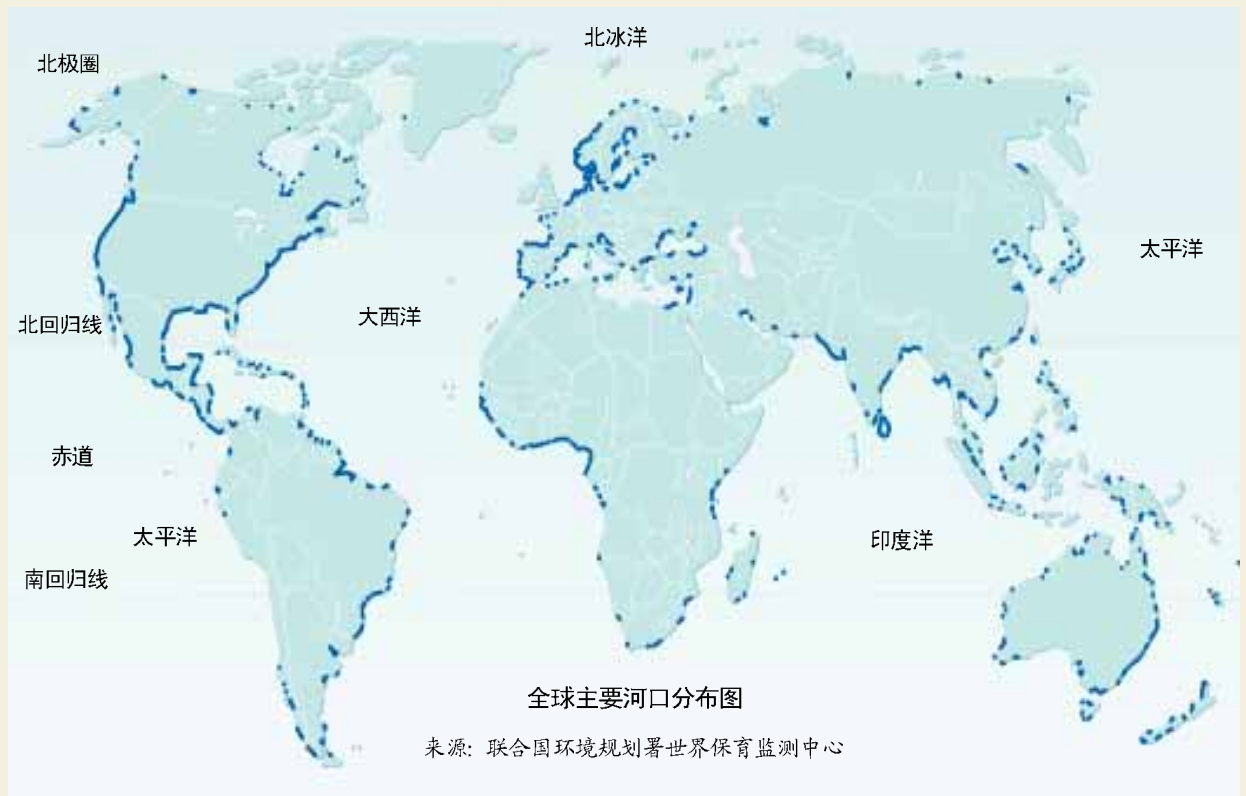 北冰洋
北极圈
太平洋
大西洋
北回归线
赤道
太平洋
印度洋
南回归线
全球主要河口分布图
来源: 联合国环境规划署世界保育监测中心